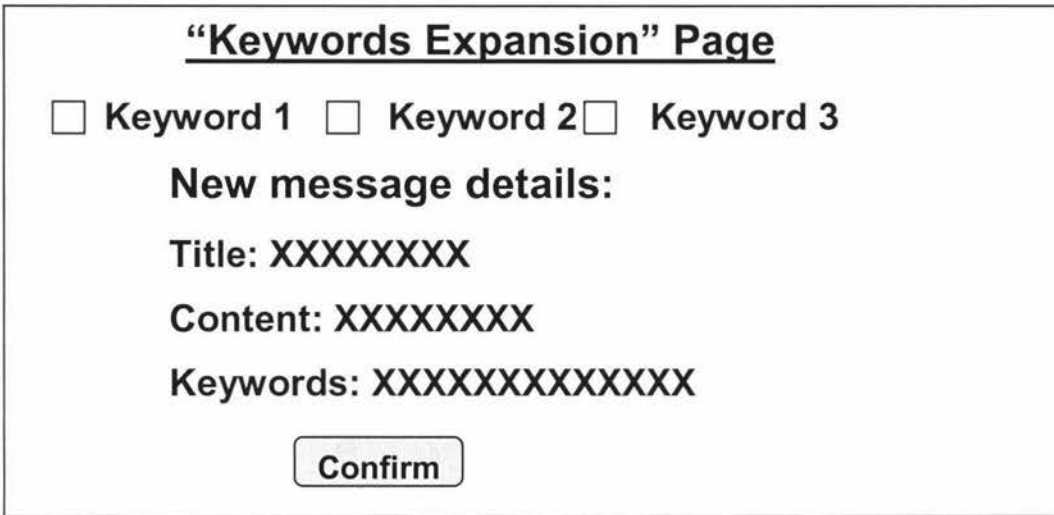 “Keywords Expansion” Page
Keyword 1 Keyword 2 Keyword 3
New message details:
Title: XXXXXXXX
Content: XXXXXXXX
Keywords: XXXXXXXXXXXXX
Confirm